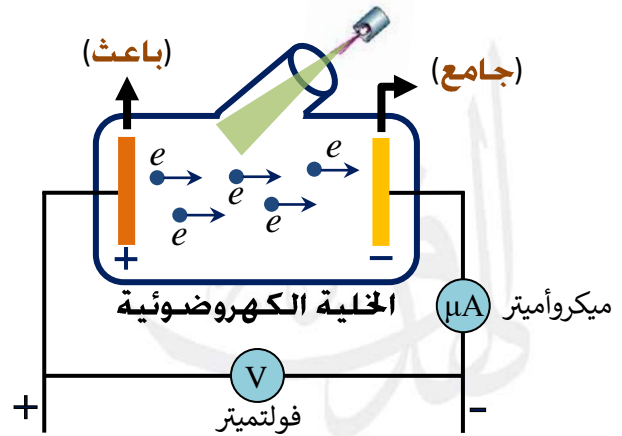 (باعث)
(جامع)
e
e
e
e
e
+
−
الخلية الكهروضوئية
μA
ميكروأميتر
V
فولتميتر
+
−